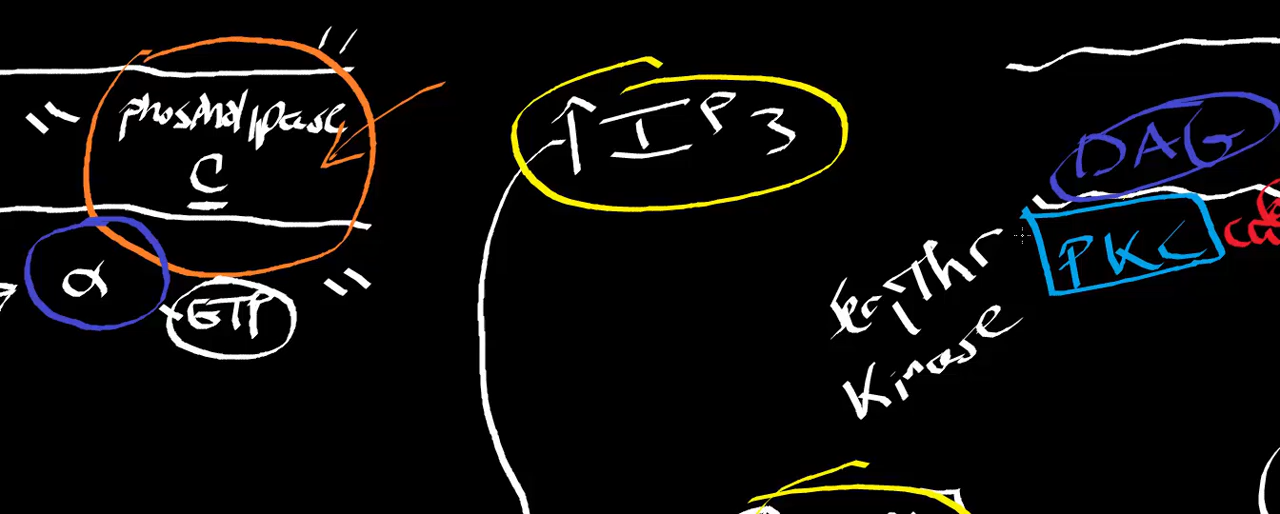 phospholipase
C
α
GTP
↑IP3
DAG
PKC
Ser/Thr
Kinase